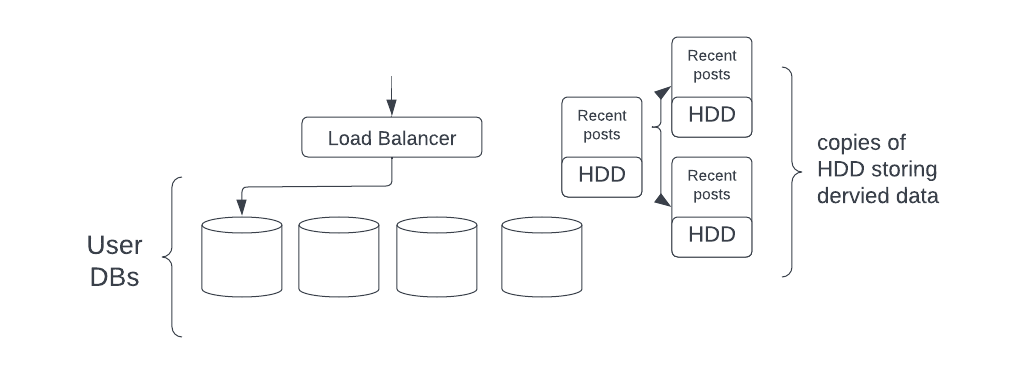 Load Balancer
User
DBs
Recent
posts
HDD
Recent
posts
HDD
Recent
posts
HDD
copies of
HDD storing
dervied data